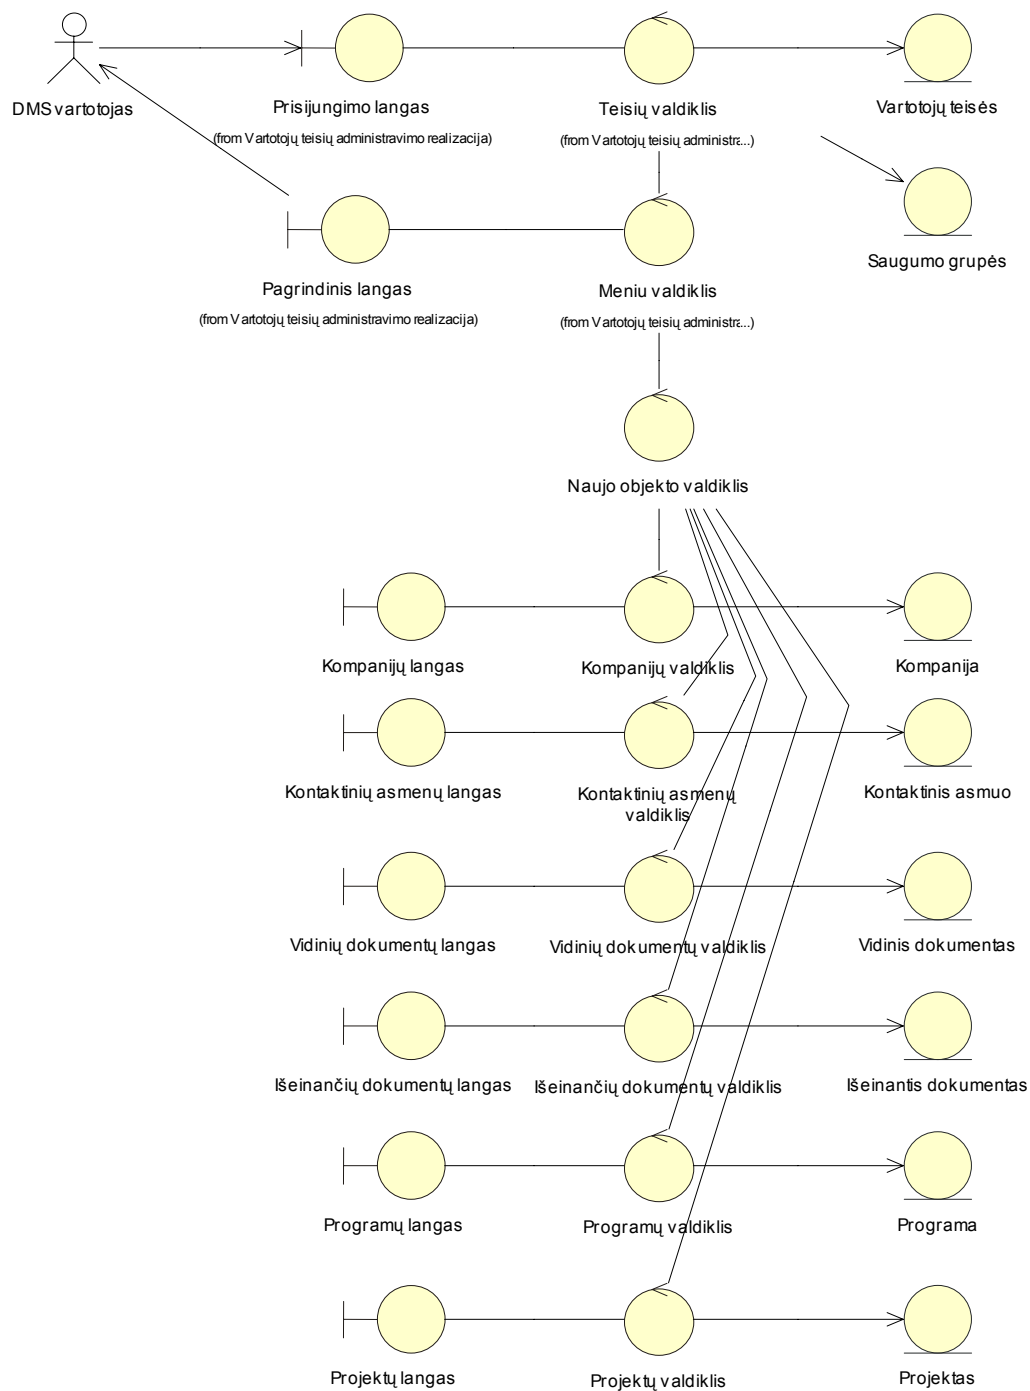 DMS vartotojas
Prisijungimo langas
(from Vartotojų teisių administravimo realizacija)
Teisių valdiklis
(from Vartotojų teisių administra...)
Vartotojų teisės
Saugumo grupės
Pagrindinis langas
(from Vartotojų teisių administravimo realizacija)
Meniu valdiklis
(from Vartotojų teisių administra...)
Naujo objekto valdiklis
Kompanijų langas
Kompanijų valdiklis
Kompanija
Kontaktinių asmenų langas
Kontaktinių asmenų
valdiklis
Kontaktinis asmuo
Vidinių dokumentų langas
Vidinių dokumentų valdiklis
Vidinis dokumentas
Išeinančių dokumentų langas
Išeinančių dokumentų valdiklis
Išeinantis dokumentas
Programų langas
Programų valdiklis
Programa
Projektų langas
Projektų valdiklis
Projektas